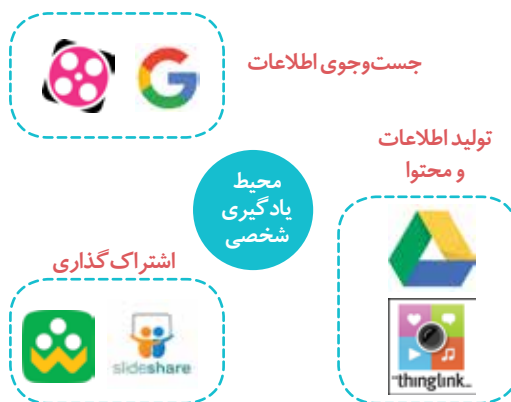 جست‌وجوی اطلاعات
تولید اطلاعات
و محتوا
محیط
یادگیری
شخصی
اشتراک گذاری
slideshare
thinglink..